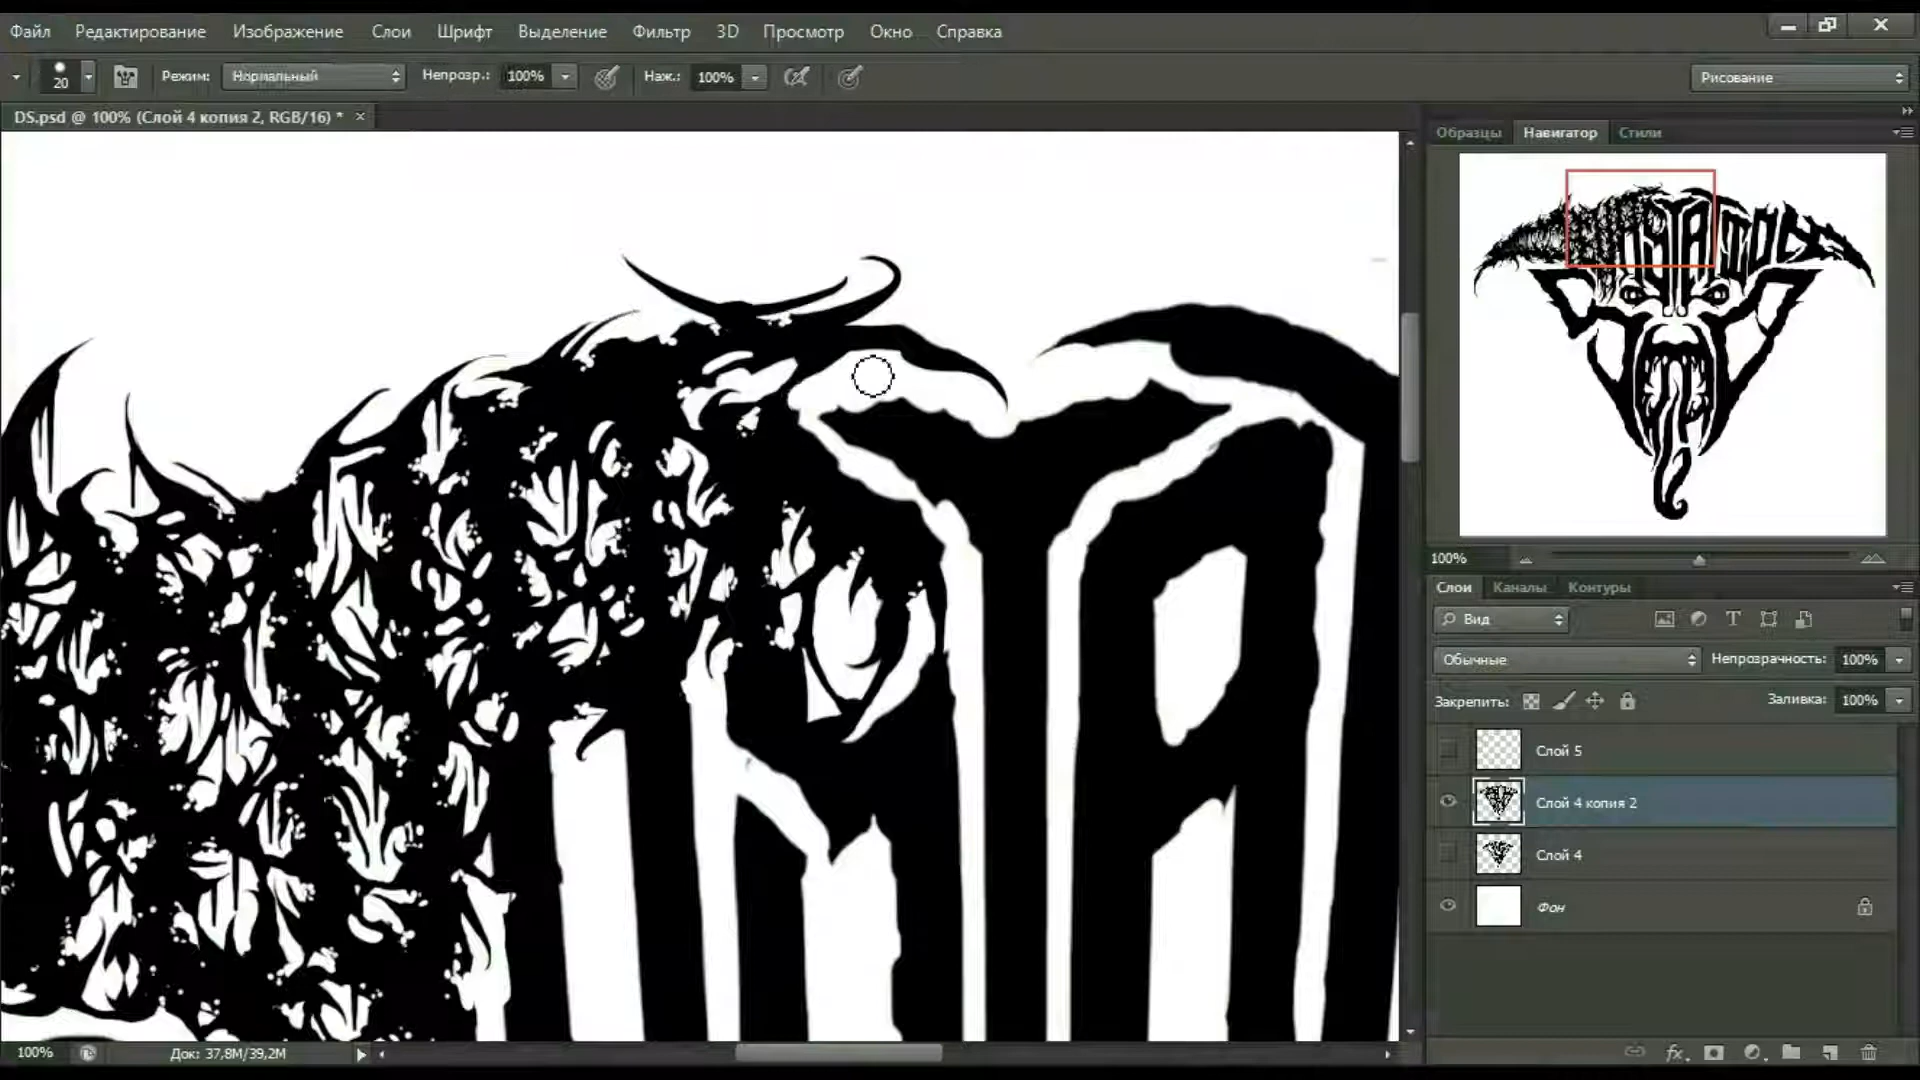 Файл Редактирование Изображение Слои Шрифт Выделение Фильтр 3D Просмотр Окно Справка
20 Режим: Нормальный Непрозр.: 100% Наж.: 100% Рисование
DS.psd @ 100% (Слой 4 копия 2, RGB/16) * ×
Образцы Навигатор Стили
100%
Слои Каналы Контуры
Вид
Обычные Непрозрачность: 100%
Закрепить: Заливка: 100%
Слой 5
Слой 4 копия 2
Слой 4
Фон
fx
100% Док: 37,8M/39,2M